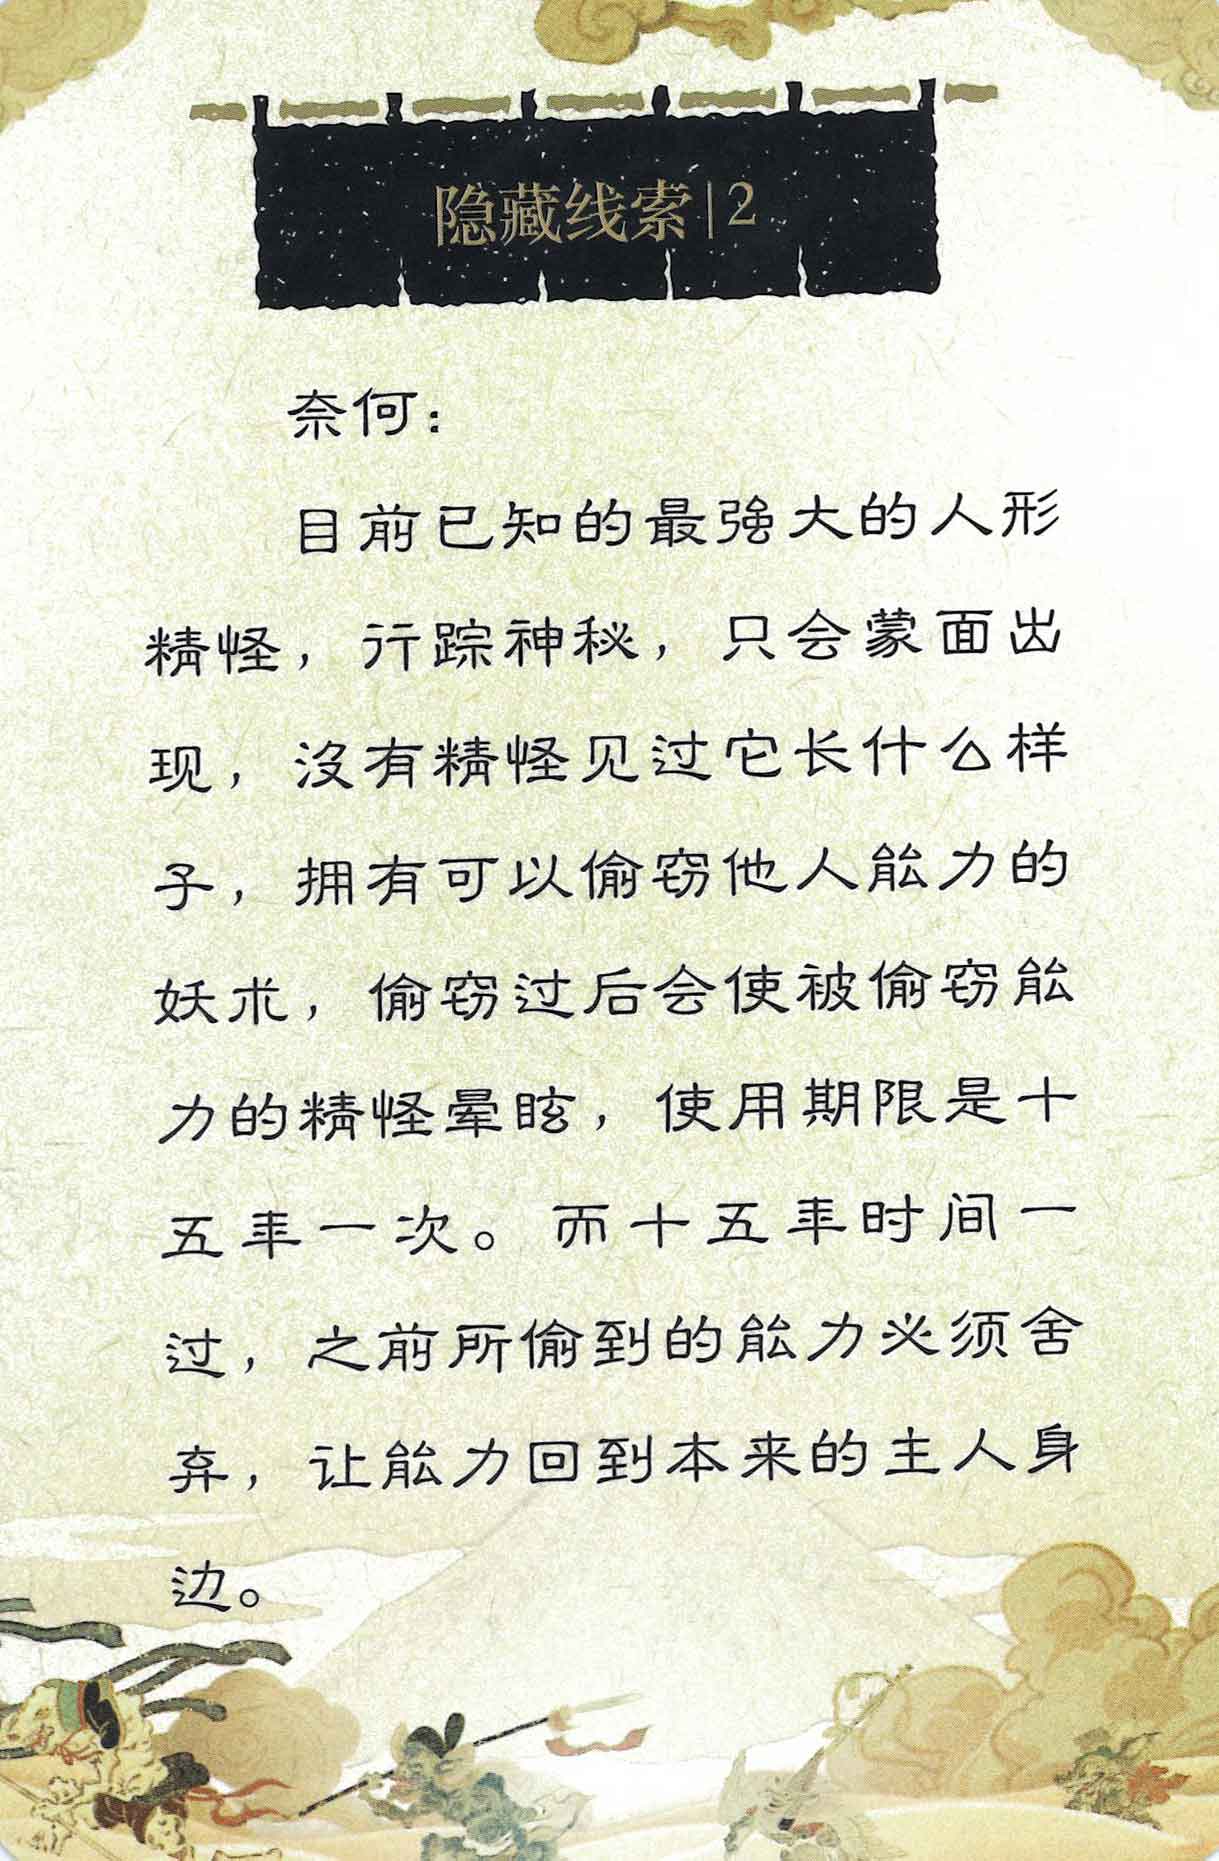 隐藏线索|2
奈何：
目前已知的最强大的人形
精怪，行踪神秘，只会蒙面出
现，没有精怪见过它长什么样
子，拥有可以偷窃他人能力的
妖术，偷窃过后会使被偷窃能
力的精怪晕眩，使用期限是十
五年一次。而十五年时间一
过，之前所偷到的能力必须舍
弃，让能力回到本来的主人身
边。